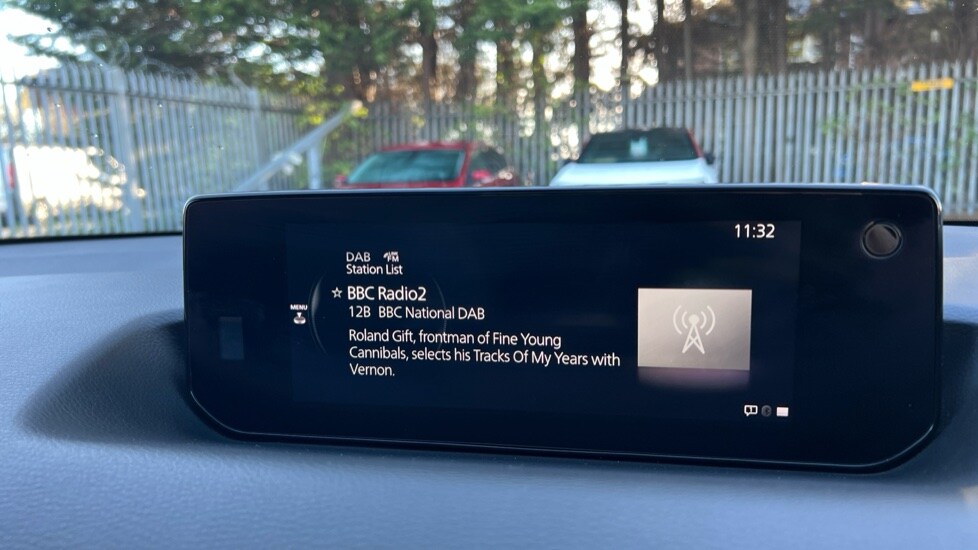 11:32
DAB FM
Station List
☆ BBC Radio2
MENU
12B BBC National DAB
Roland Gift, frontman of Fine Young
Cannibals, selects his Tracks Of My Years with
Vernon.